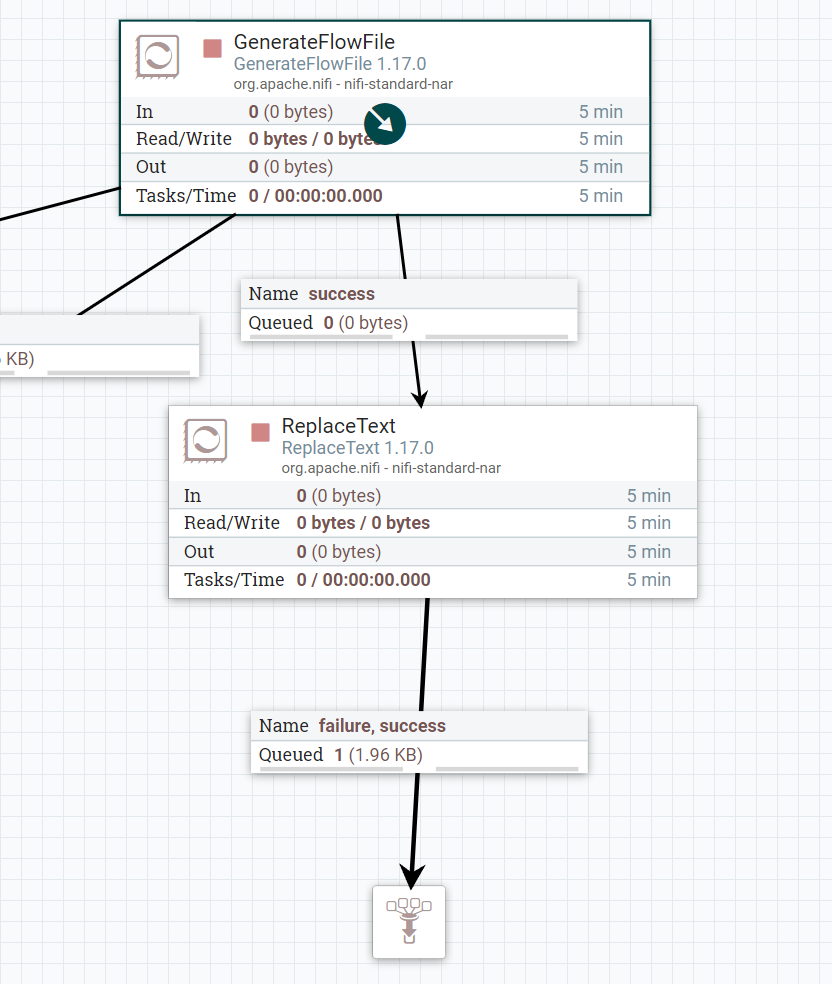 GenerateFlowFile
GenerateFlowFile 1.17.0
org.apache.nifi - nifi-standard-nar
In 0 (0 bytes) 5 min
Read/Write 0 bytes / 0 bytes 5 min
Out 0 (0 bytes) 5 min
Tasks/Time 0 / 00:00:00.000 5 min
Name success
Queued 0 (0 bytes)
KB)
ReplaceText
ReplaceText 1.17.0
org.apache.nifi - nifi-standard-nar
In 0 (0 bytes) 5 min
Read/Write 0 bytes / 0 bytes 5 min
Out 0 (0 bytes) 5 min
Tasks/Time 0 / 00:00:00.000 5 min
Name failure, success
Queued 1 (1.96 KB)